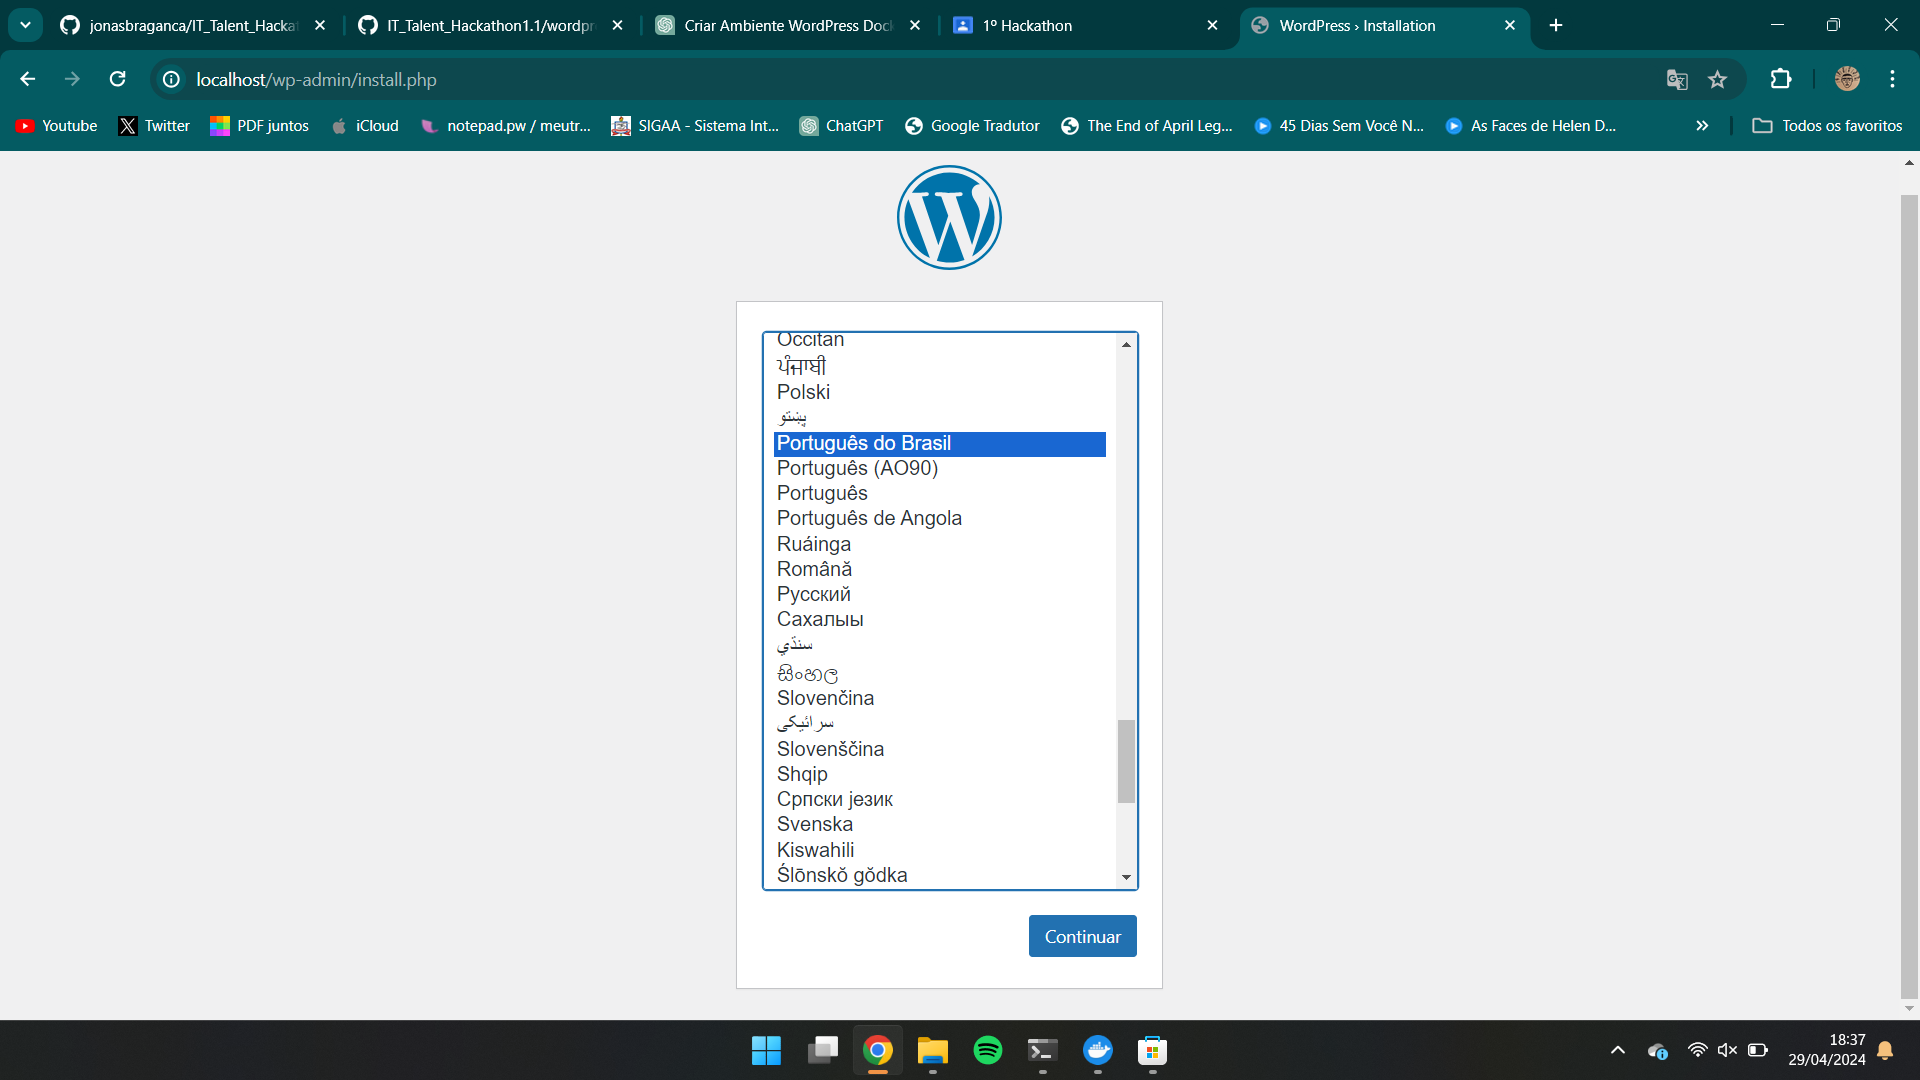 jonasbraganca/IT_Talent_Hacka
IT_Talent_Hackathon1.1/wordpr
Criar Ambiente WordPress Dock
1º Hackathon
WordPress › Installation
localhost/wp-admin/install.php
Youtube
Twitter
PDF juntos
iCloud
notepad.pw / meutr...
SIGAA - Sistema Int...
ChatGPT
Google Tradutor
The End of April Leg...
45 Dias Sem Você N...
As Faces de Helen D...
Todos os favoritos
Occitan
ਪੰਜਾਬੀ
Polski
پښتو
Português do Brasil
Português (AO90)
Português
Português de Angola
Ruáinga
Română
Русский
Сахалыы
سنڌي
සිංහල
Slovenčina
سرائیکی
Slovenščina
Shqip
Српски језик
Svenska
Kiswahili
Ślōnskŏ gŏdka
Continuar
18:37
29/04/2024